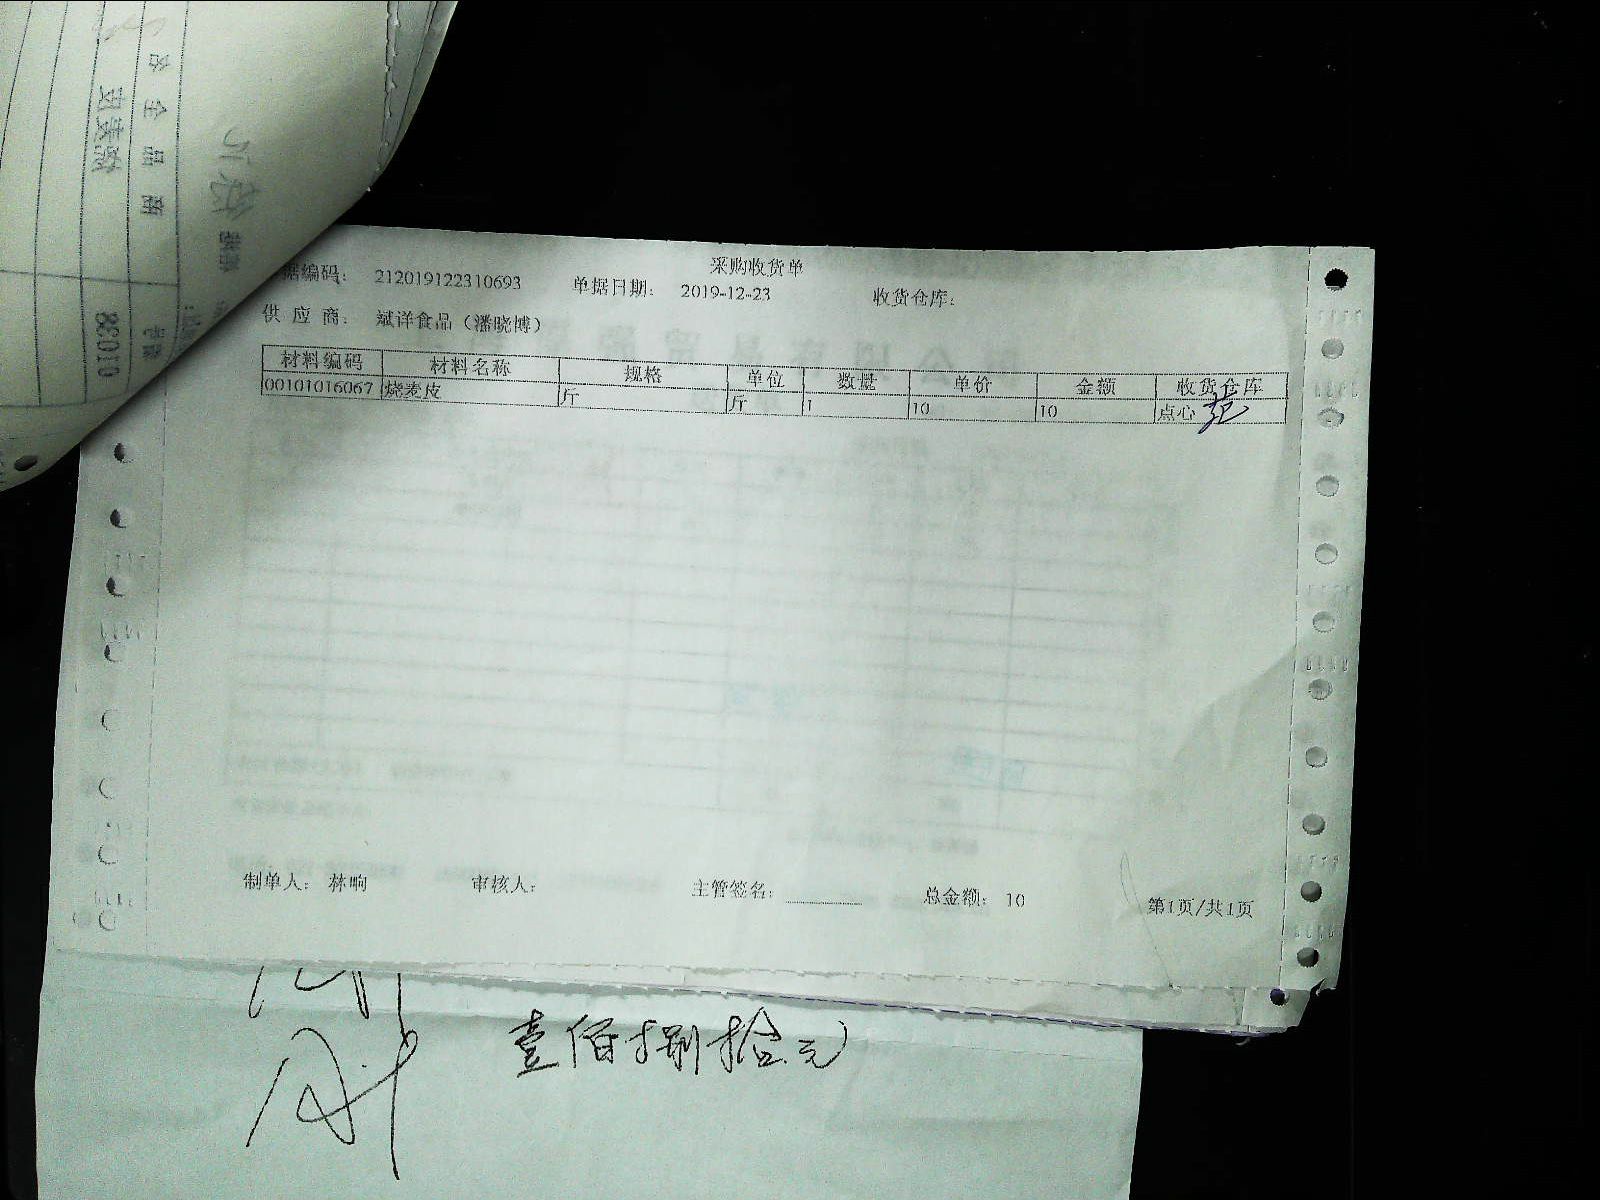 采购收货单
据编码： 212019122310693 单据日期： 2019-12-23 收货仓库：
供 应 商： 斌详食品（潘晓博）
材料编码 材料名称 规格 单位 数量 单价 金额 收货仓库
00101016067 烧麦皮 斤 斤 1 10 10 点心
制单人： 林响 审核人： 主管签名： 总金额： 10 第1页/共1页
壹佰捌拾元